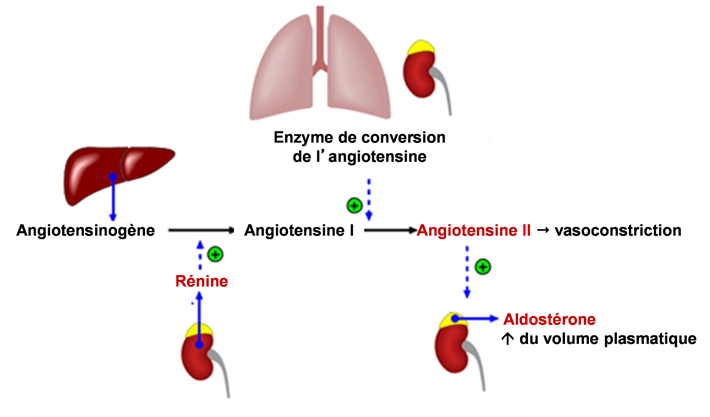 Enzyme de conversion
de l’angiotensine
+
Angiotensinogène → Angiotensine I → Angiotensine II → vasoconstriction
+ +
Rénine
Aldostérone
↑ du volume plasmatique